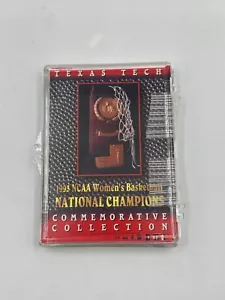 TEXAS TECH
1993 NCAA Women's Basketball
NATIONAL CHAMPIONS
COMMEMORATIVE
COLLECTION